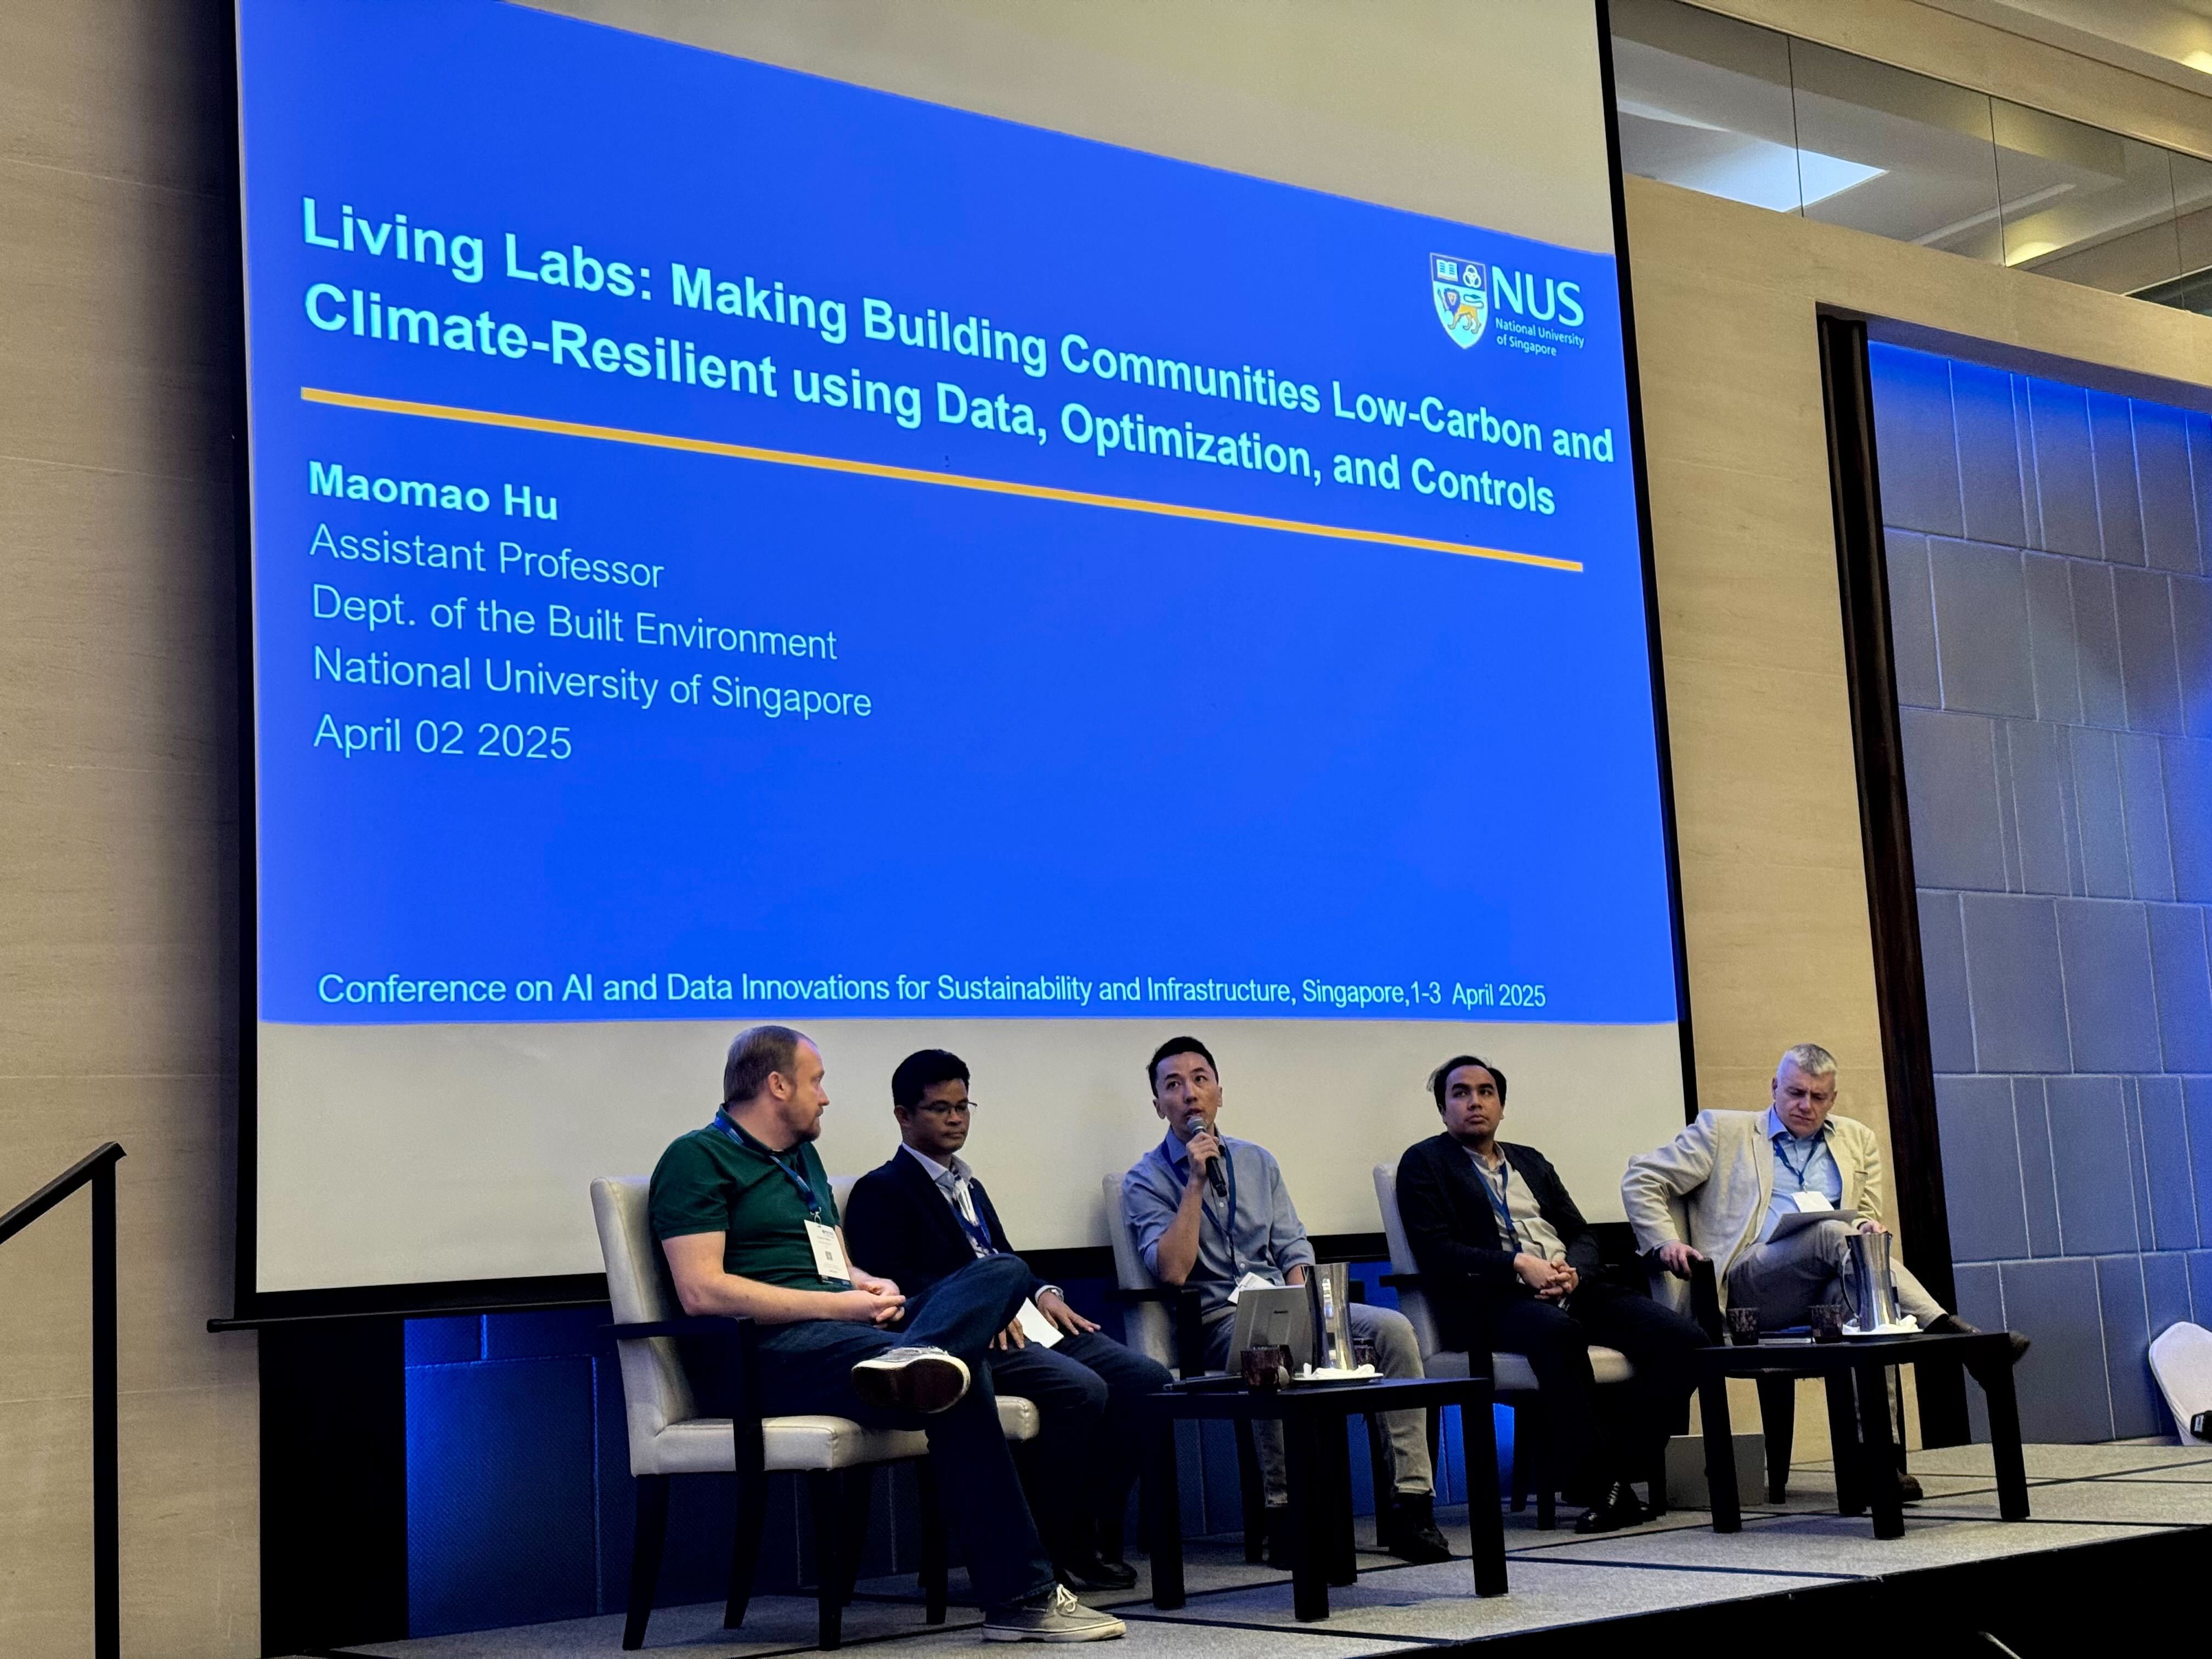 Living Labs: Making Building Communities Low-Carbon and
Climate-Resilient using Data, Optimization, and Controls
NUS
National University
of Singapore
Maomao Hu
Assistant Professor
Dept. of the Built Environment
National University of Singapore
April 02 2025
Conference on AI and Data Innovations for Sustainability and Infrastructure, Singapore,1-3 April 2025